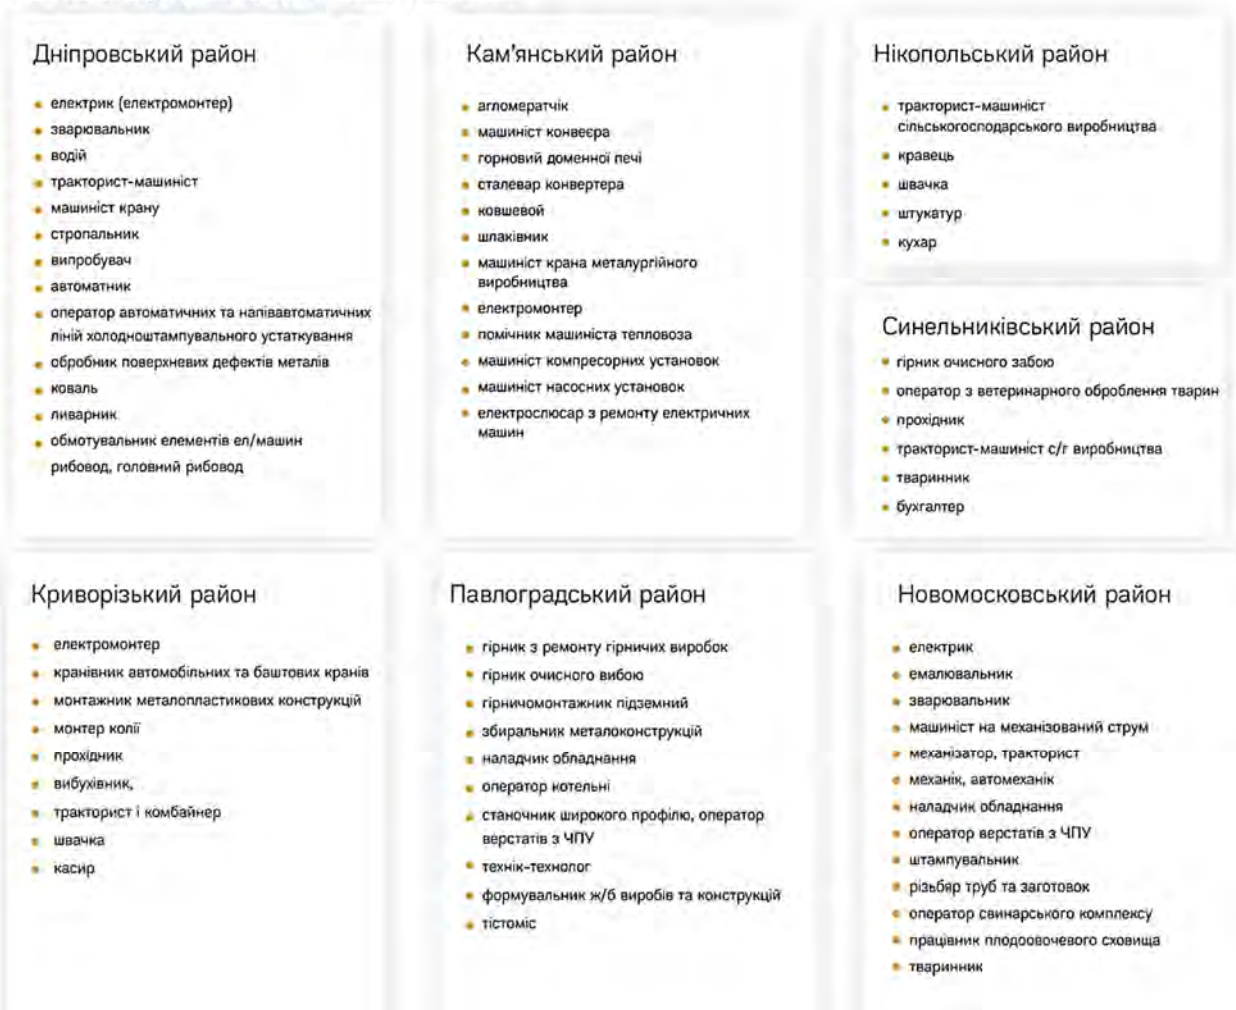 Дніпровський район
електрик (електромонтер)
зварювальник
водій
тракторист-машиніст
машиніст крану
стропальник
випробувач
автоматник
оператор автоматичних та напівавтоматичних
ліній холодноштампувального устаткування
обробник поверхневих дефектів металів
коваль
ливарник
обмотувальник елементів ел/машин
рибовод, головний рибовод
Кам'янський район
агломератчік
машиніст конвеєра
горновий доменної печі
сталевар конвертера
ковшевой
шлаківник
машиніст крана металургійного
виробництва
електромонтер
помічник машиніста тепловоза
машиніст компресорних установок
машиніст насосних установок
електрослюсар з ремонту електричних
машин
Нікопольський район
тракторист-машиніст
сільськогосподарського виробництва
кравець
швачка
штукатур
кухар
Синельниківський район
гірник очисного забою
оператор з ветеринарного оброблення тварин
прохідник
тракторист-машиніст с/г виробництва
тваринник
бухгалтер
Криворізький район
електромонтер
кранівник автомобільних та баштових кранів
монтажник металопластикових конструкцій
монтер колії
прохідник
вибухівник,
тракторист і комбайнер
швачка
касир
Павлоградський район
гірник з ремонту гірничих виробок
гірник очисного вибою
гірничомонтажник підземний
збиральник металоконструкцій
наладчик обладнання
оператор котельні
станочник широкого профілю, оператор
верстатів з ЧПУ
технік-технолог
формувальник ж/б виробів та конструкцій
тістоміс
Новомосковський район
електрик
емалювальник
зварювальник
машиніст на механізований струм
механізатор, тракторист
механік, автомеханік
наладчик обладнання
оператор верстатів з ЧПУ
штампувальник
різьбяр труб та заготовок
оператор свинарського комплексу
працівник плодоовочевого сховища
тваринник